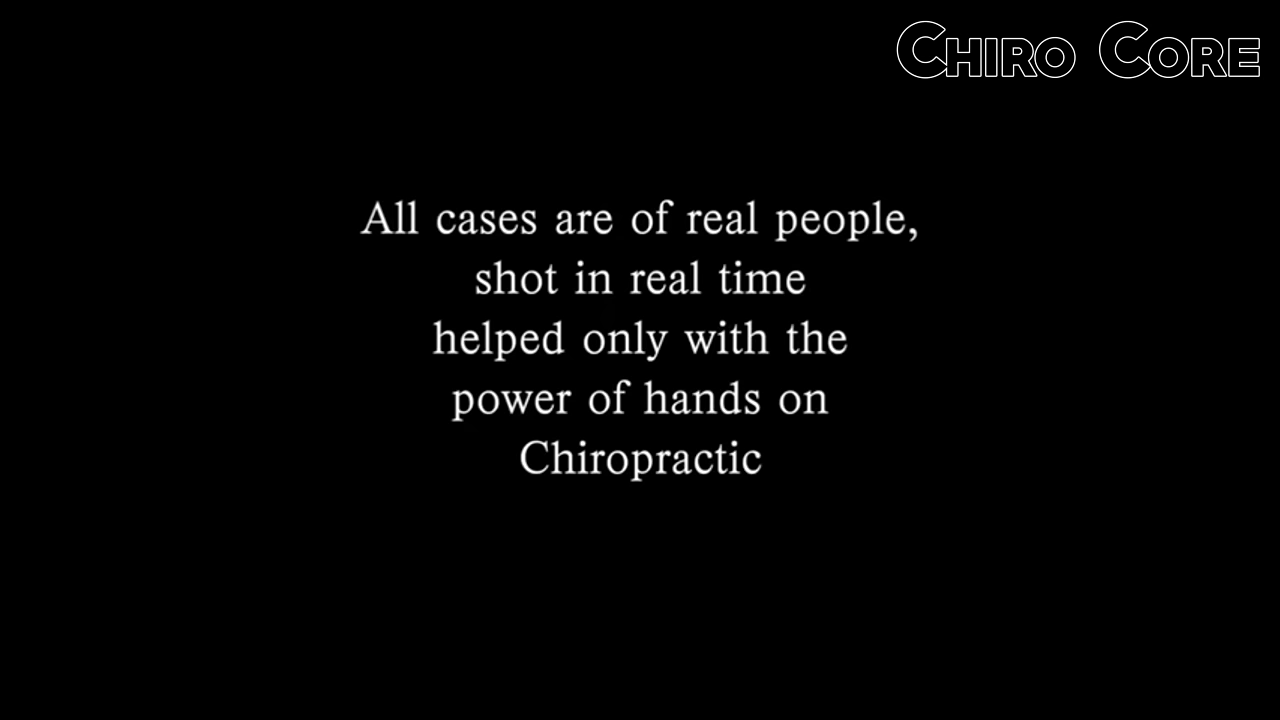 CHIRO CORE
All cases are of real people,
shot in real time
helped only with the
power of hands on
Chiropractic